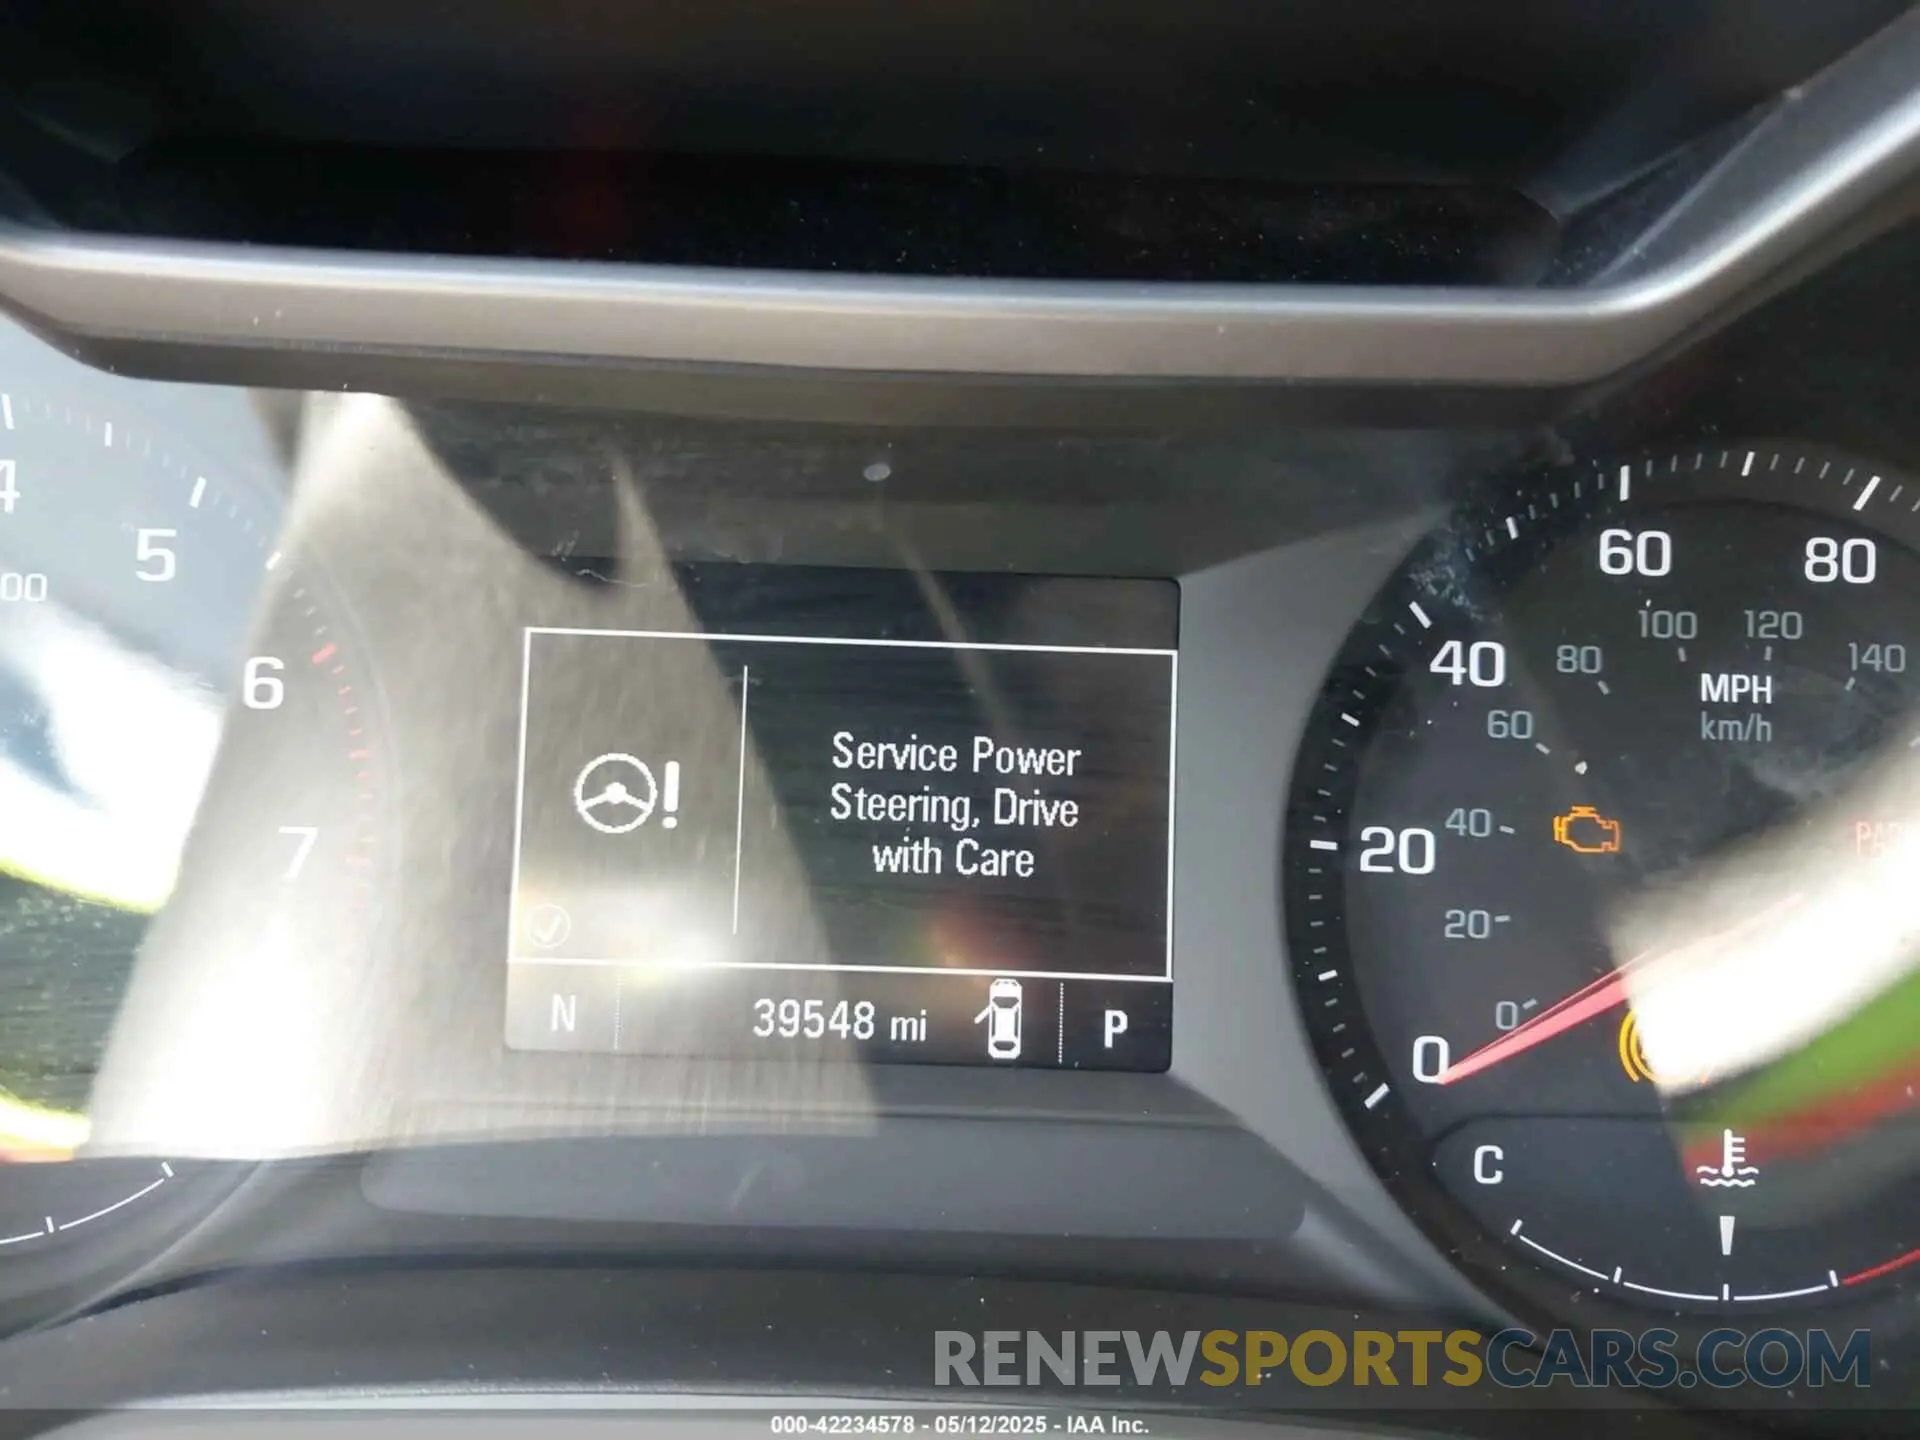 4
5
00
6
7
Service Power
Steering, Drive
with Care
N
39548 mi
P
60
80
100
120
40
80
140
MPH
60
km/h
40
20
20
0
0
C
RENEWSPORTSCARS.COM
000-42234578 - 05/12/2025 - IAA Inc.